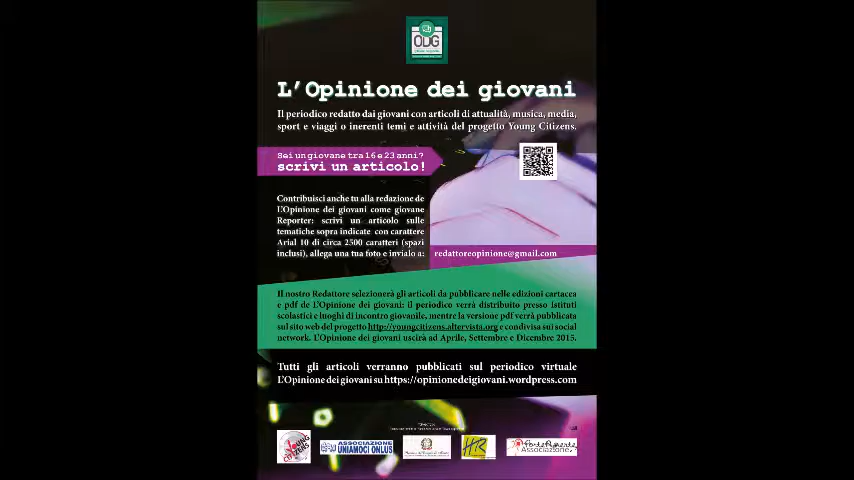 ODG
L'Opinione dei giovani
Il periodico redatto dai giovani con articoli di attualità, musica, media,
sport e viaggi o inerenti temi e attività del progetto Young Citizens.
Sei un giovane tra 16 e 23 anni?
scrivi un articolo!
Contribuisci anche tu alla redazione de
L'Opinione dei giovani come giovane
Reporter: scrivi un articolo sulle
tematiche sopra indicate con carattere
Arial 10 di circa 2500 caratteri (spazi
inclusi), allega una tua foto e invialo a:
redattoreopinione@gmail.com
Il nostro Redattore selezionerà gli articoli da pubblicare nelle edizioni cartacea
e pdf de L'Opinione dei giovani: il periodico verrà distribuito presso istituti
scolastici e luoghi di incontro giovanile, mentre la versione pdf verrà pubblicata
sul sito web del progetto http://youngcitizens.altervista.org e condivisa sui social
network. L'Opinione dei giovani uscirà ad Aprile, Settembre e Dicembre 2015.
Tutti gli articoli verranno pubblicati sul periodico virtuale
L'Opinione dei giovani su https://opinionedeigiovani.wordpress.com
YOUNG
CITIZENS
ASSOCIAZIONE
UNIAMOCI ONLUS
PorteAperte
Associazione